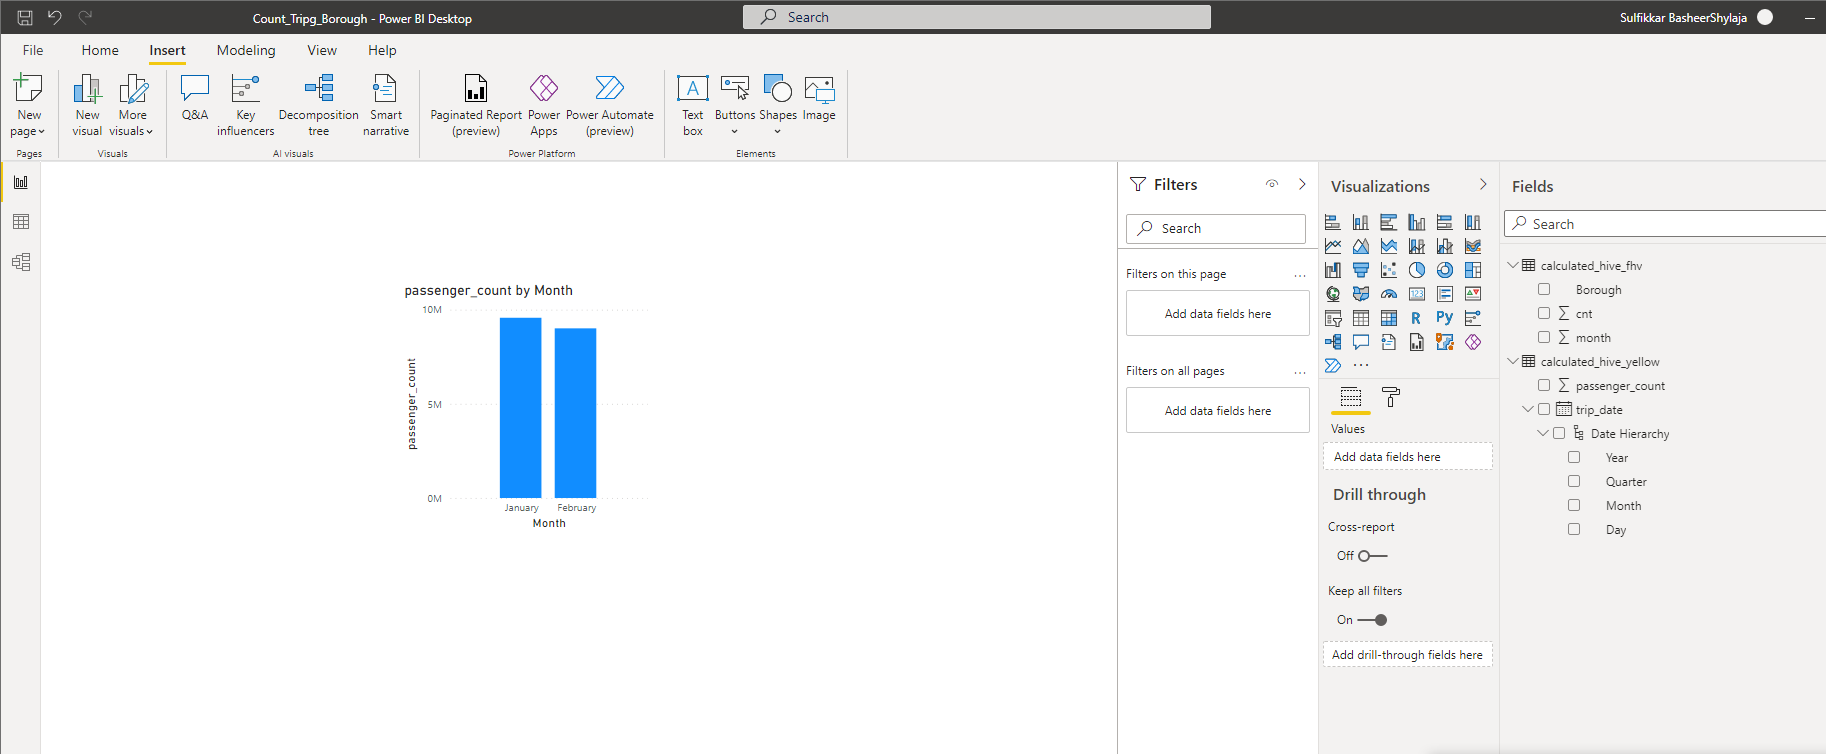 Count_Tripg_Borough - Power BI Desktop
Search
Sulfikkar BasheerShylaja
File Home Insert Modeling View Help
New page
New visual
More visuals
Q&A
Key influencers
Decomposition tree
Smart narrative
Paginated Report (preview)
Power Apps
Power Automate (preview)
Text box
Buttons
Shapes
Image
Pages
Visuals
AI visuals
Power Platform
Elements
passenger_count by Month
10M
5M
0M
passenger_count
January February
Month
Filters
Search
Filters on this page ...
Add data fields here
Filters on all pages ...
Add data fields here
Visualizations
123
R Py
...
Values
Add data fields here
Drill through
Cross-report
Off
Keep all filters
On
Add drill-through fields here
Fields
Search
calculated_hive_fhv
Borough
∑ cnt
∑ month
calculated_hive_yellow
∑ passenger_count
trip_date
Date Hierarchy
Year
Quarter
Month
Day